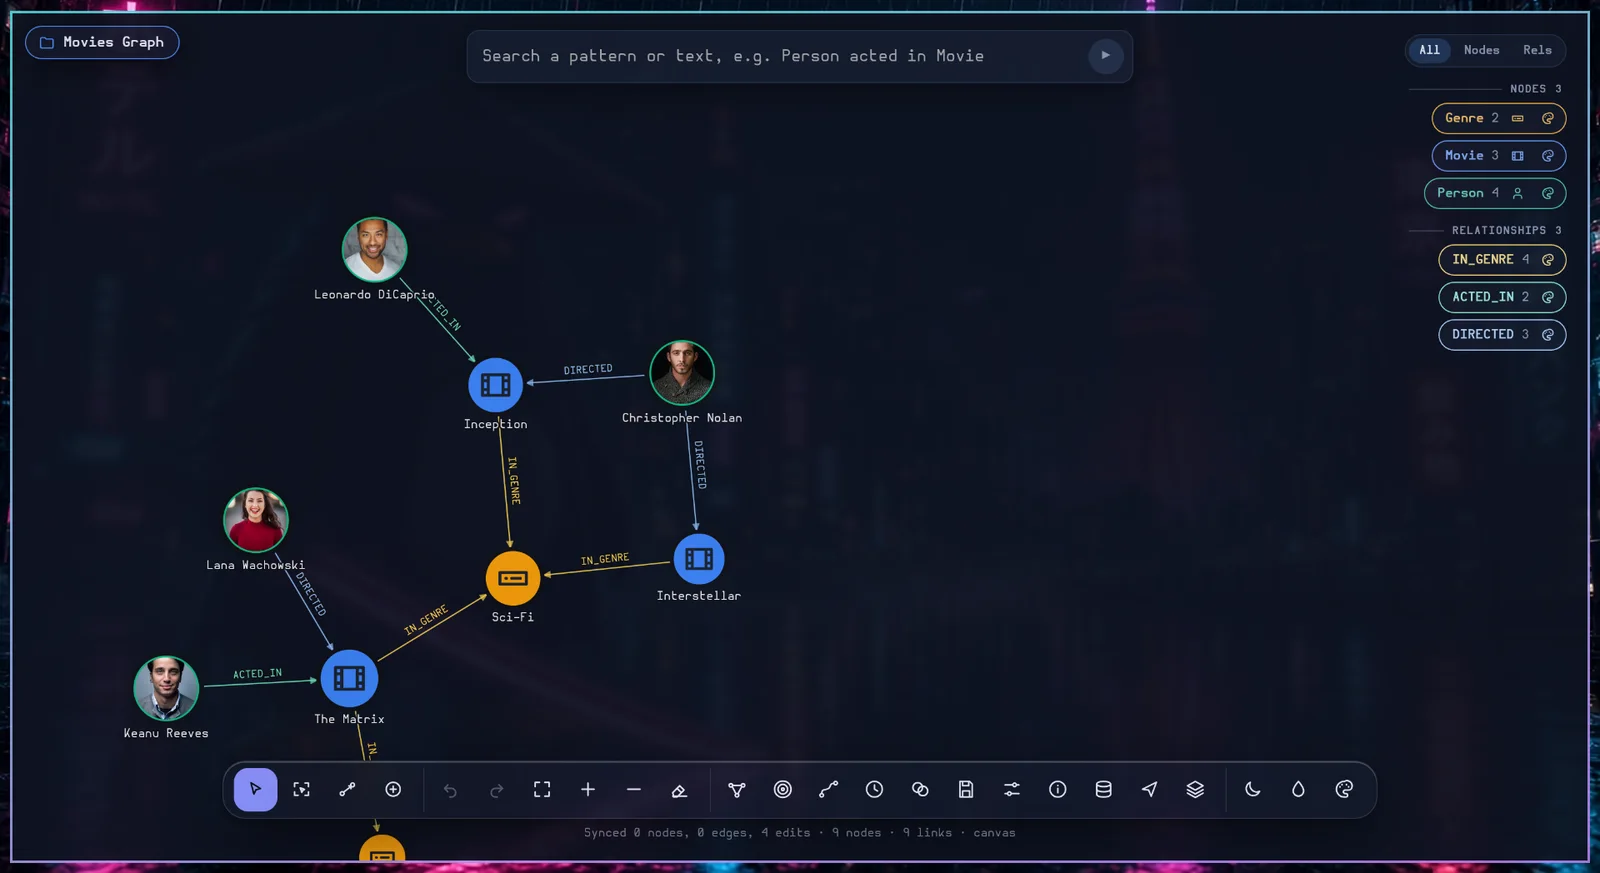 Movies Graph
Search a pattern or text, e.g. Person acted in Movie
All Nodes Rels
NODES 3
Genre 2
Movie 3
Person 4
RELATIONSHIPS 3
IN_GENRE 4
ACTED_IN 2
DIRECTED 3
Leonardo DiCaprio
ACTED_IN
DIRECTED
Inception
Christopher Nolan
IN_GENRE
DIRECTED
Lana Wachowski
DIRECTED
IN_GENRE
Interstellar
Sci-Fi
IN_GENRE
ACTED_IN
The Matrix
Keanu Reeves
IN_
Synced 0 nodes, 0 edges, 4 edits · 9 nodes · 9 links · canvas